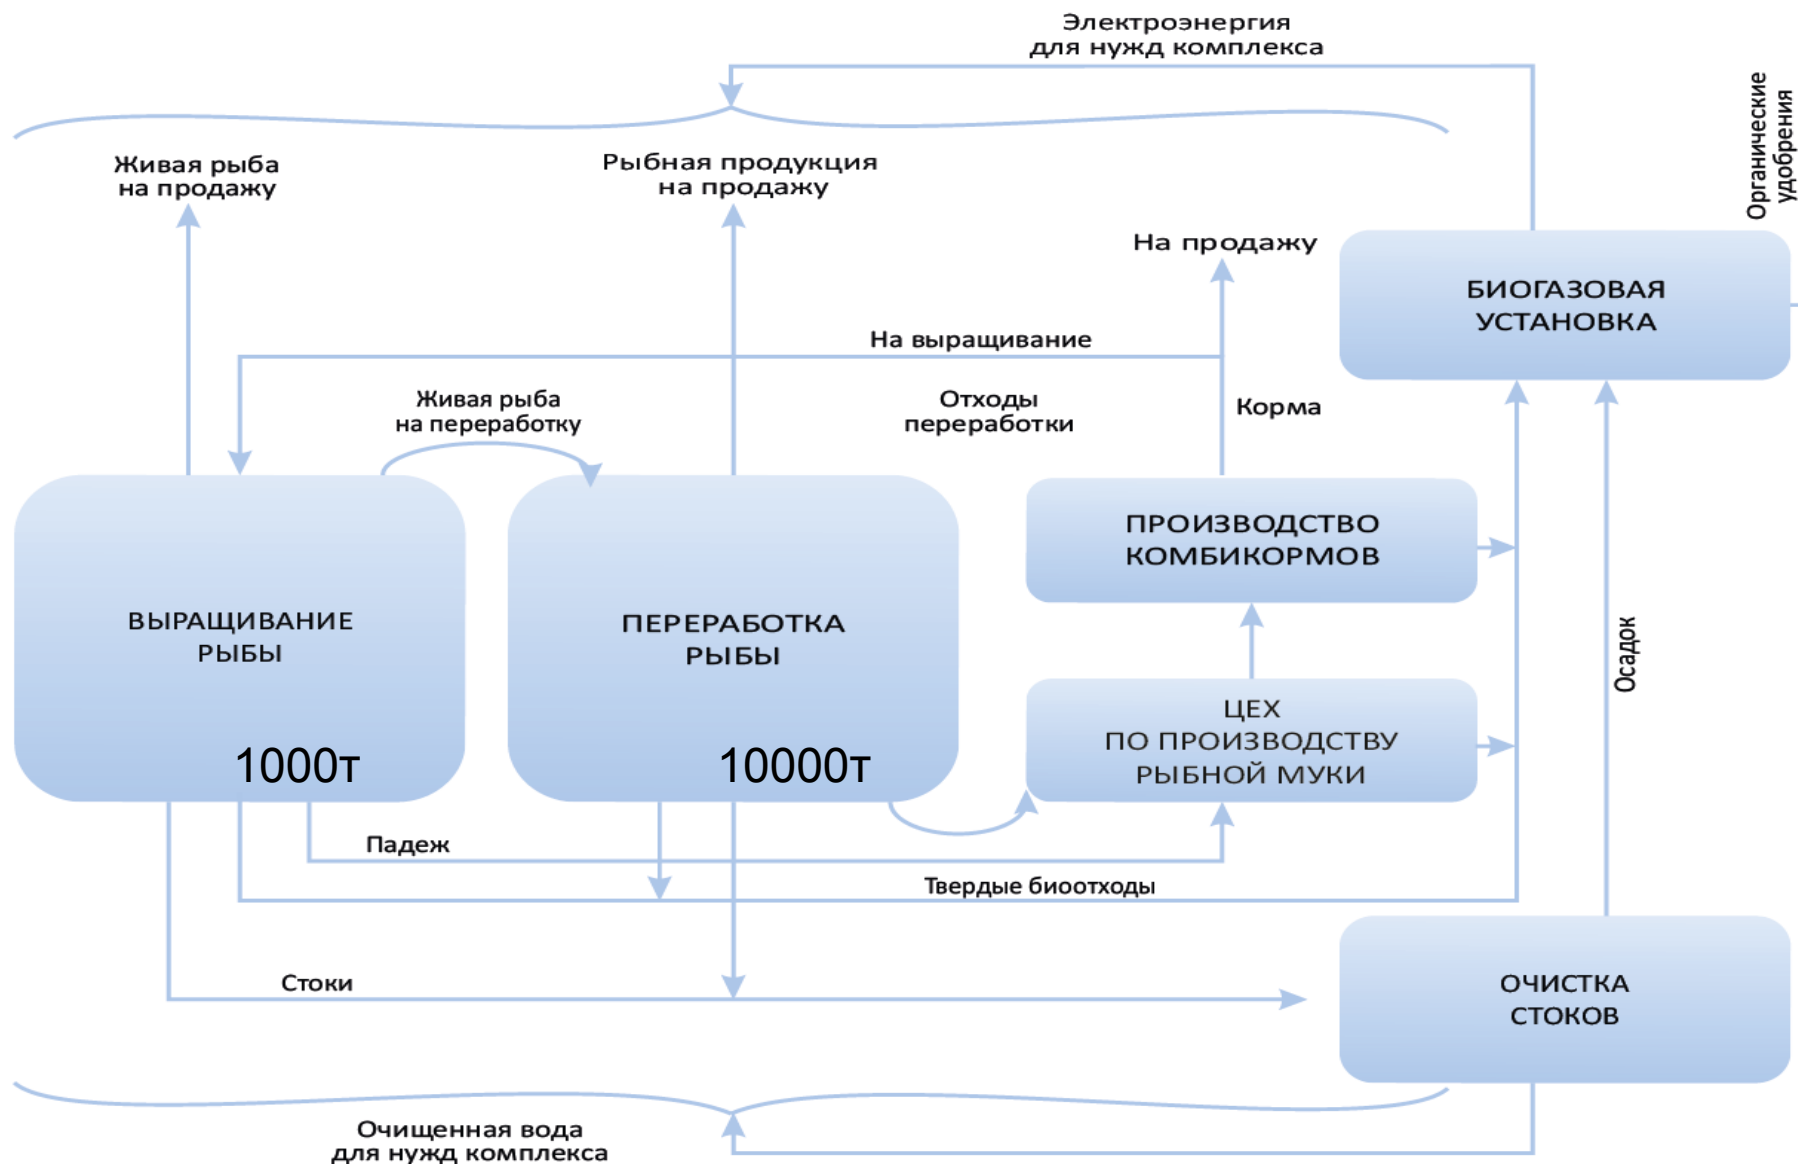 Электроэнергия
для нужд комплекса
Органические
удобрения
Живая рыба
на продажу
Рыбная продукция
на продажу
На продажу
БИОГАЗОВАЯ
УСТАНОВКА
На выращивание
Живая рыба
на переработку
Отходы
переработки
Корма
ПРОИЗВОДСТВО
КОМБИКОРМОВ
ВЫРАЩИВАНИЕ
РЫБЫ
1000т
ПЕРЕРАБОТКА
РЫБЫ
10000т
Осадок
ЦЕХ
ПО ПРОИЗВОДСТВУ
РЫБНОЙ МУКИ
Падеж
Твердые биоотходы
Стоки
ОЧИСТКА
СТОКОВ
Очищенная вода
для нужд комплекса